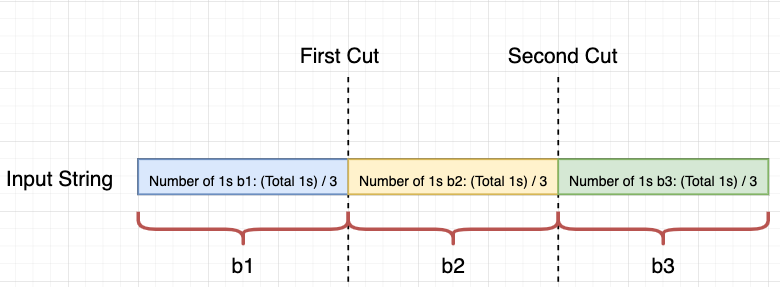 First Cut
Second Cut
Input String
Number of 1s b1: (Total 1s) / 3
Number of 1s b2: (Total 1s) / 3
Number of 1s b3: (Total 1s) / 3
b1
b2
b3